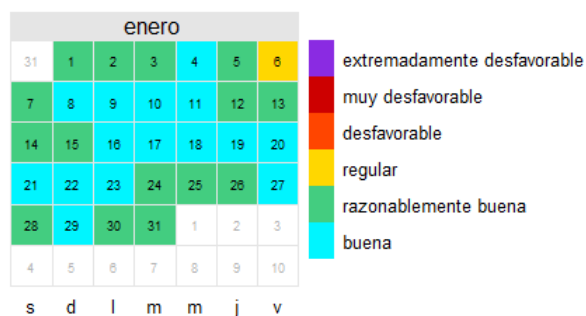 enero
31 1 2 3 4 5 6
7 8 9 10 11 12 13
14 15 16 17 18 19 20
21 22 23 24 25 26 27
28 29 30 31 1 2 3
4 5 6 7 8 9 10
s d l m m j v
extremadamente desfavorable
muy desfavorable
desfavorable
regular
razonablemente buena
buena